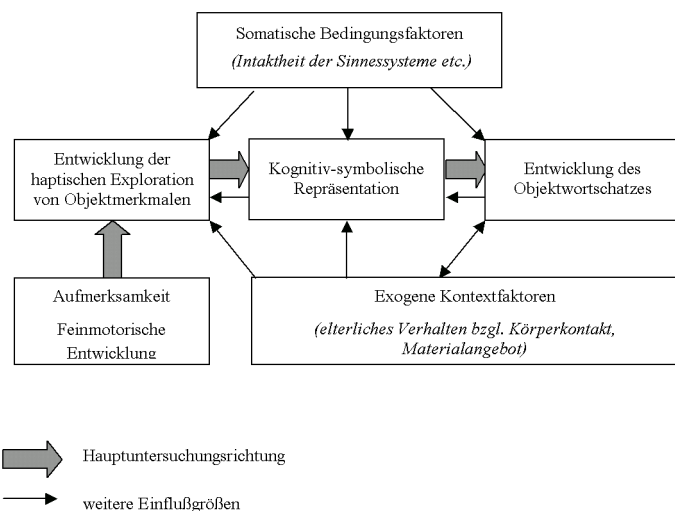 Somatische Bedingungsfaktoren
(Intaktheit der Sinnessysteme etc.)
Entwicklung der
haptischen Exploration
von Objektmerkmalen
Kognitiv-symbolische
Repräsentation
Entwicklung des
Objektwortschatzes
Aufmerksamkeit
Feinmotorische
Entwicklung
Exogene Kontextfaktoren
(elterliches Verhalten bzgl. Körperkontakt,
Materialangebot)
Hauptuntersuchungsrichtung
weitere Einflußgrößen